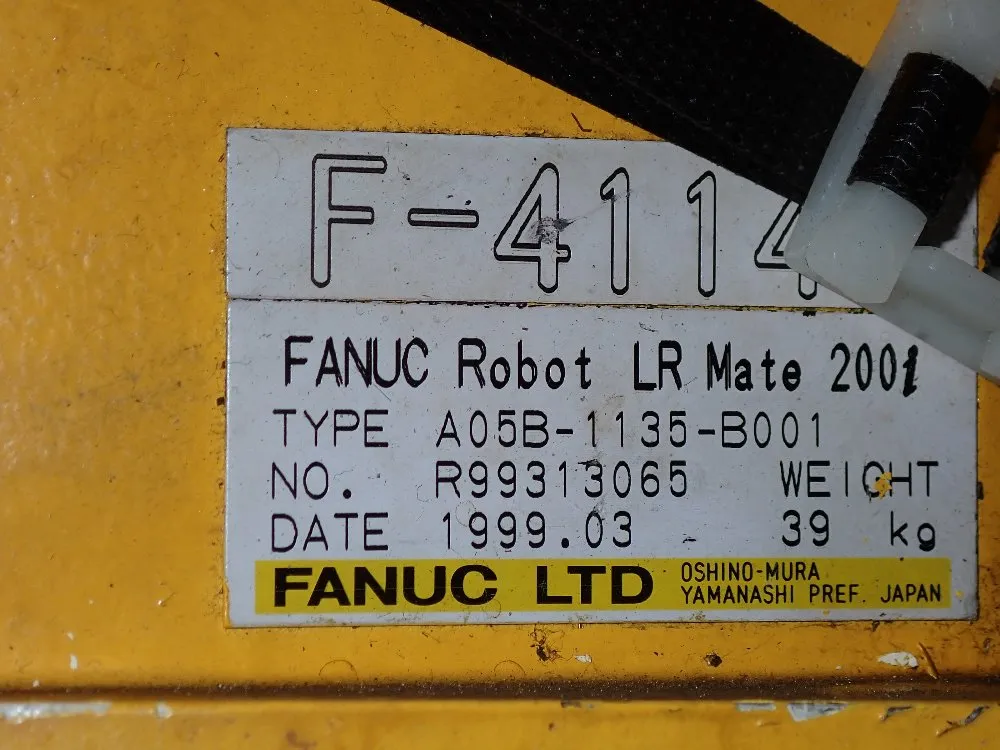 F-4114
FANUC Robot LR Mate 200i
TYPE A05B-1135-B001
NO. R99313065 WEIGHT
DATE 1999.03 39 kg
FANUC LTD OSHINO-MURA
YAMANASHI PREF. JAPAN